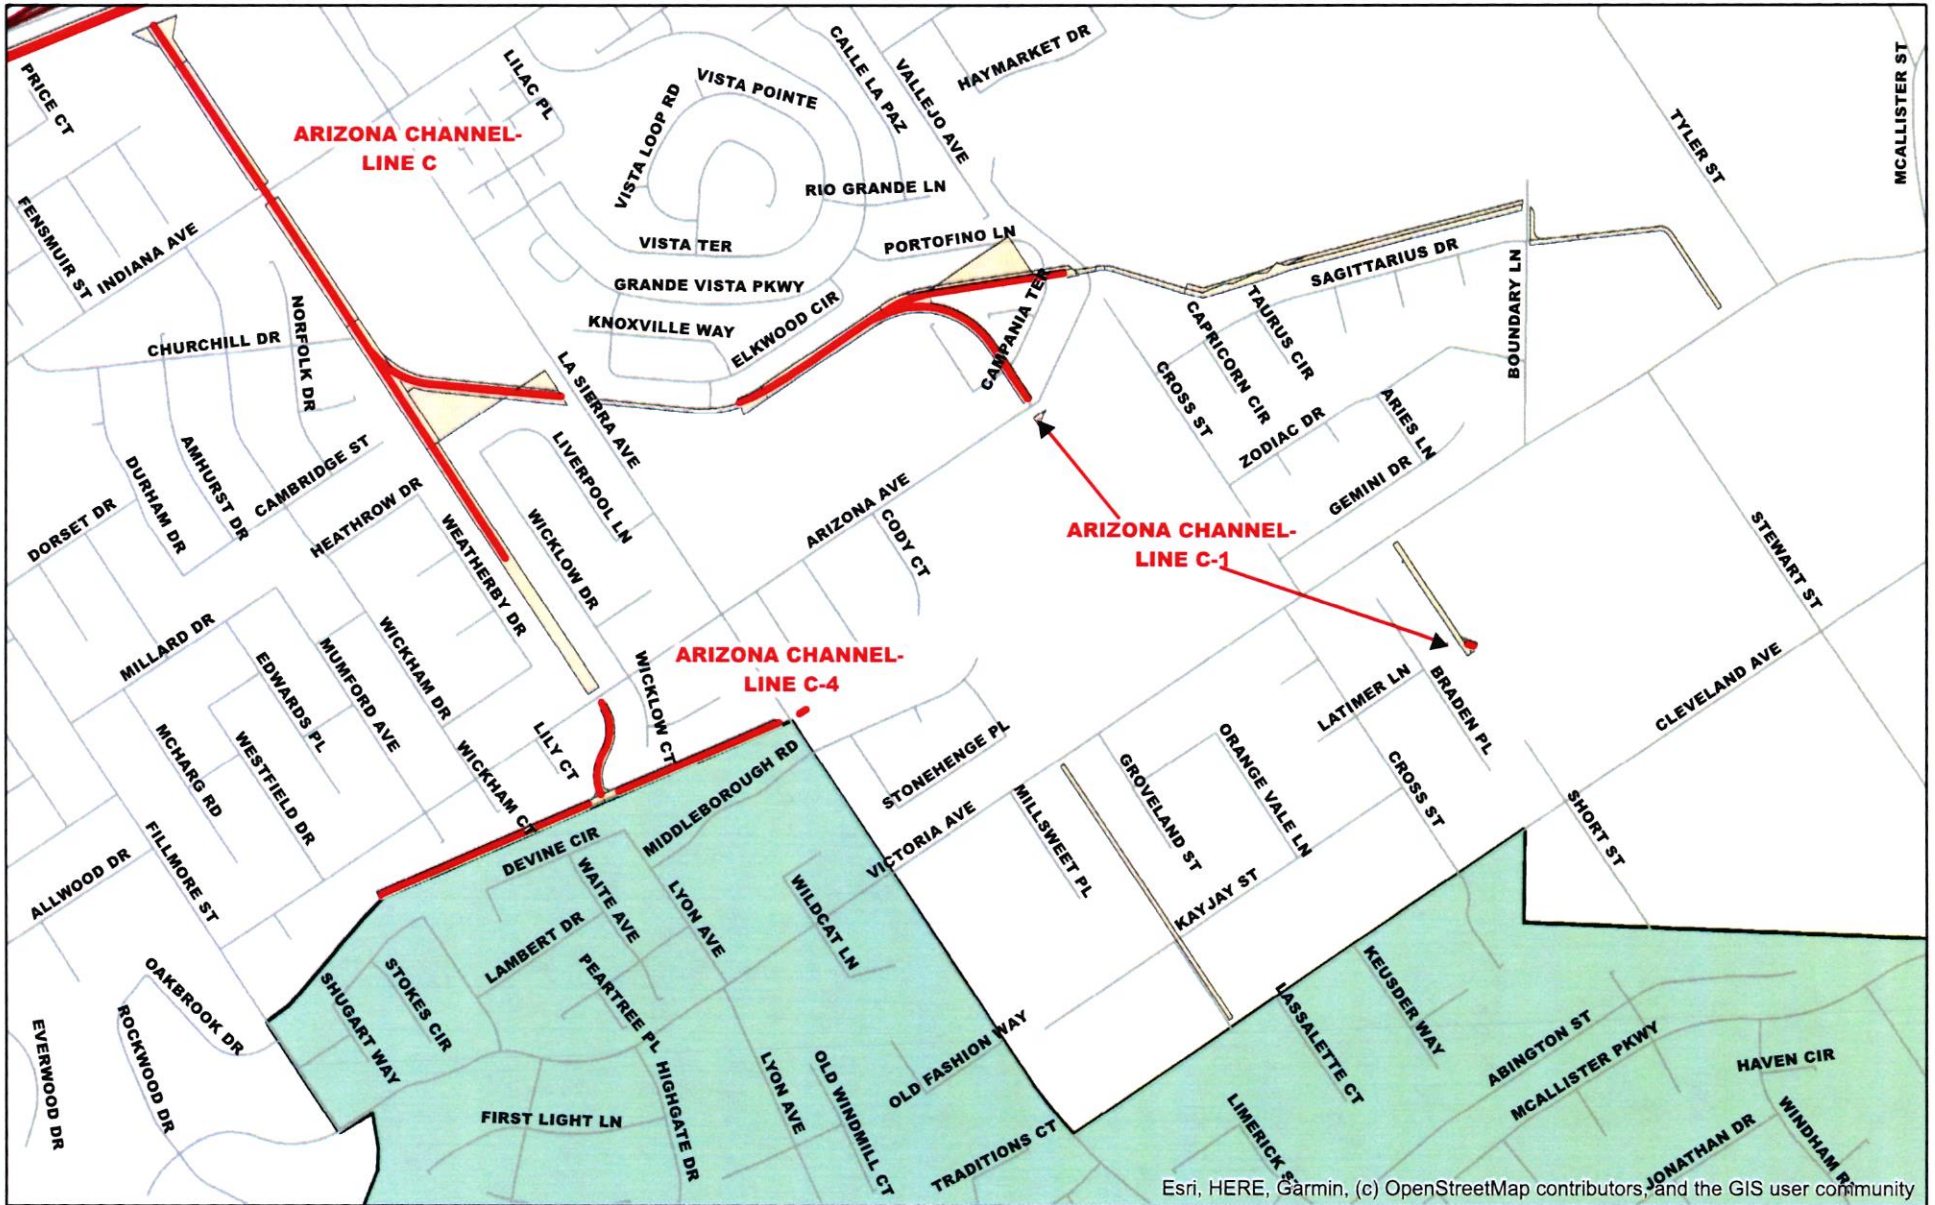 PRICE CT
LILAC PL
VISTA POINTE
CALLE LA PAZ
HAYMARKET DR
VALLEJO AVE
MCALLISTER ST
TYLER ST
ARIZONA CHANNEL-
LINE C
VISTA LOOP RD
RIO GRANDE LN
FENSMUIR ST
INDIANA AVE
VISTA TER
PORTOFINO LN
GRANDE VISTA PKWY
SAGITTARIUS DR
BOUNDARY LN
NORFOLK DR
KNOXVILLE WAY
ELKWOOD CIR
CAMPANIA TER
CAPRICORN CIR
TAURUS CIR
CHURCHILL DR
LA SIERRA AVE
CROSS ST
ARIES LN
ZODIAC DR
GEMINI DR
AMHURST DR
DURHAM DR
CAMBRIDGE ST
LIVERPOOL LN
HEATHROW DR
DORSET DR
WEATHERBY DR
WICKLOW DR
ARIZONA AVE
CODY CT
ARIZONA CHANNEL-
LINE C-1
STEWART ST
MILLARD DR
WICKHAM DR
MUMFORD AVE
EDWARDS PL
WICKLOW CT
ARIZONA CHANNEL-
LINE C-4
LATIMER LN
BRADEN PL
CLEVELAND AVE
MCHARG RD
WESTFIELD DR
LILY CT
WICKHAM CT
STONEHENGE PL
ORANGE VALE LN
GROVELAND ST
CROSS ST
SHORT ST
MIDDLEBOROUGH RD
VICTORIA AVE
MILLSWEET PL
FILLMORE ST
ALLWOOD DR
DEVINE CIR
WAITE AVE
LYON AVE
WILDCAT LN
KAYJAY ST
LAMBERT DR
STOKES CIR
SHUGART WAY
PEARTREE PL
KEUSDER WAY
LASSALETTE CT
OAKBROOK DR
ROCKWOOD DR
EVERWOOD DR
OLD FASHION WAY
ABINGTON ST
MCALLISTER PKWY
HAVEN CIR
HIGHGATE DR
LYON AVE
OLD WINDMILL CT
FIRST LIGHT LN
TRADITIONS CT
LIMERICK
JONATHAN DR
WINDHAM
Esri, HERE, Garmin, (c) OpenStreetMap contributors, and the GIS user community